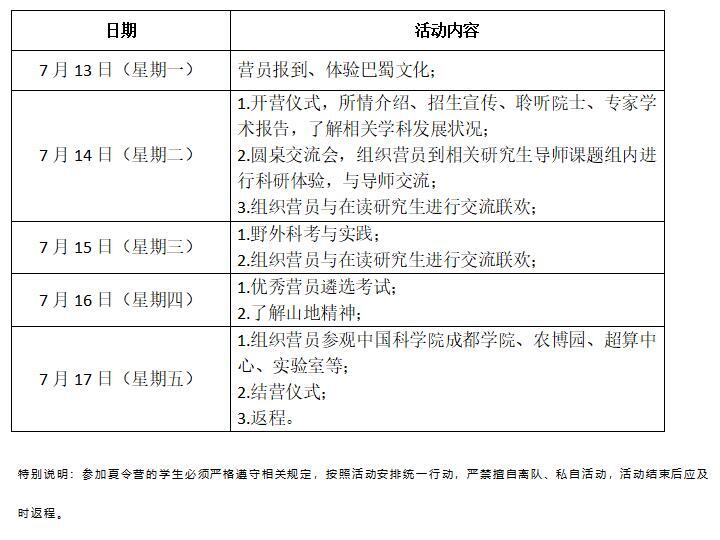 日期 活动内容
7月13日（星期一） 营员报到、体验巴蜀文化；
1.开营仪式，所情介绍、招生宣传、聆听院士、专家学
术报告，了解相关学科发展状况；
7月14日（星期二） 2.圆桌交流会，组织营员到相关研究生导师课题组内进
行科研体验，与导师交流；
3.组织营员与在读研究生进行交流联欢；
7月15日（星期三） 1.野外科考与实践；
2.组织营员与在读研究生进行交流联欢；
7月16日（星期四） 1.优秀营员遴选考试；
2.了解山地精神；
1.组织营员参观中国科学院成都学院、农博园、超算中
心、实验室等；
7月17日（星期五） 2.结营仪式；
3.返程。
特别说明：参加夏令营的学生必须严格遵守相关规定，按照活动安排统一行动，严禁擅自离队、私自活动，活动结束后应及
时返程。